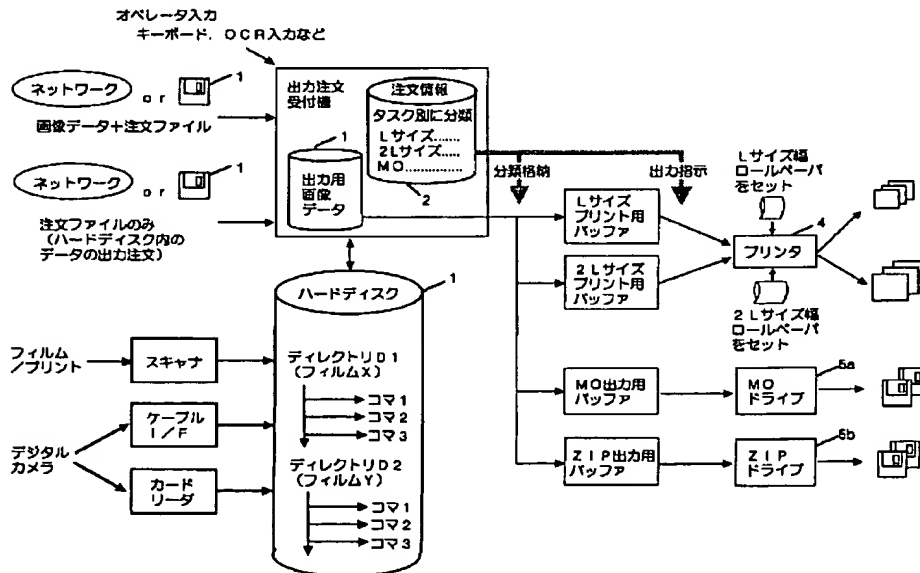 オペレータ入力
キーボード、OCR入力など
ネットワーク
or
1
画像データ+注文ファイル
ネットワーク
or
1
注文ファイルのみ
(ハードディスク内の
データの出力注文)
出力注文
受付機
1
出力用
画像
データ
注文情報
タスク別に分類
Lサイズ.......
2Lサイズ.....
MO..............
2
分類格納
出力指示
Lサイズ幅
ロールペーパ
をセット
Lサイズ
プリント用
バッファ
4
プリンタ
2Lサイズ
プリント用
バッファ
2Lサイズ幅
ロールペーパ
をセット
ハードディスク
1
フィルム
/プリント
スキャナ
ディレクトリD1
(フィルムX)
コマ1
コマ2
コマ3
デジタル
カメラ
ケーブル
I/F
カード
リーダ
ディレクトリD2
(フィルムY)
コマ1
コマ2
コマ3
MO出力用
バッファ
5a
MO
ドライブ
ZIP出力用
バッファ
5b
ZIP
ドライブ